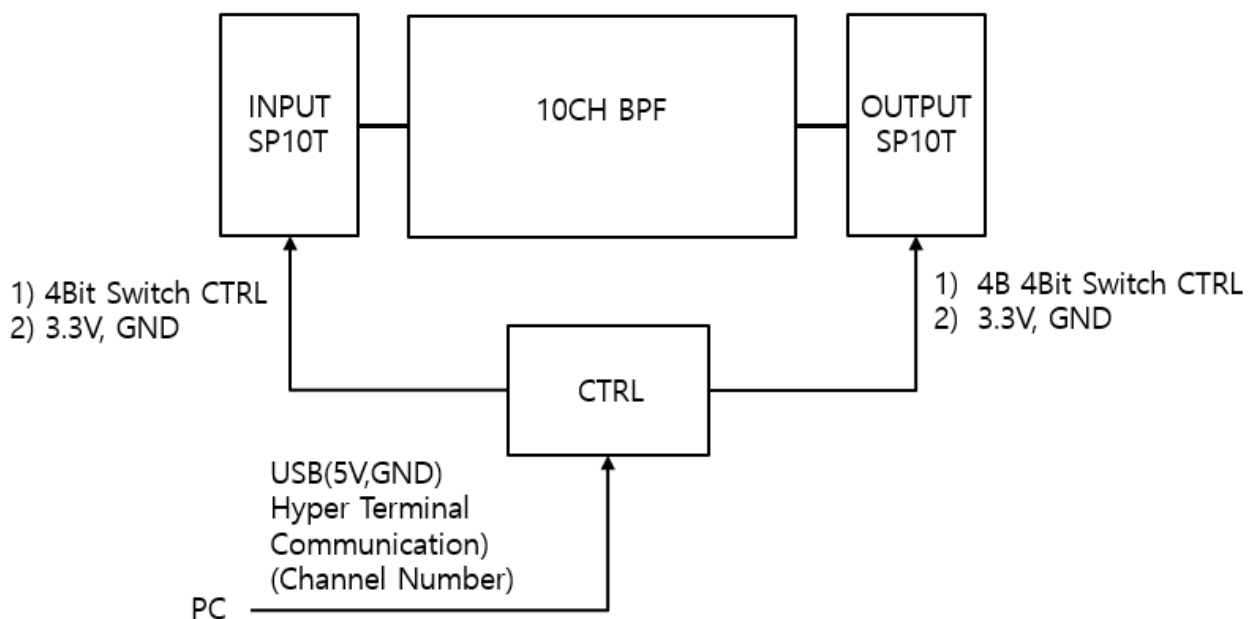 INPUT
SP10T
10CH BPF
OUTPUT
SP10T
1) 4Bit Switch CTRL
2) 3.3V, GND
1) 4B 4Bit Switch CTRL
2) 3.3V, GND
CTRL
USB(5V,GND)
Hyper Terminal
Communication)
(Channel Number)
PC